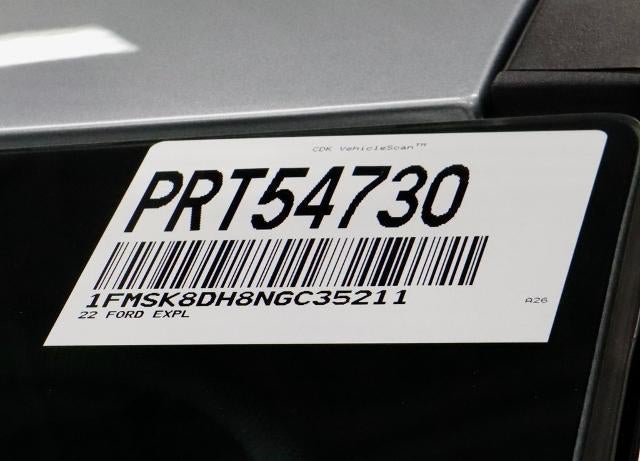 CDK VehicleScan™
PRT54730
1FMSK8DH8NGC35211
A26
22 FORD EXPL